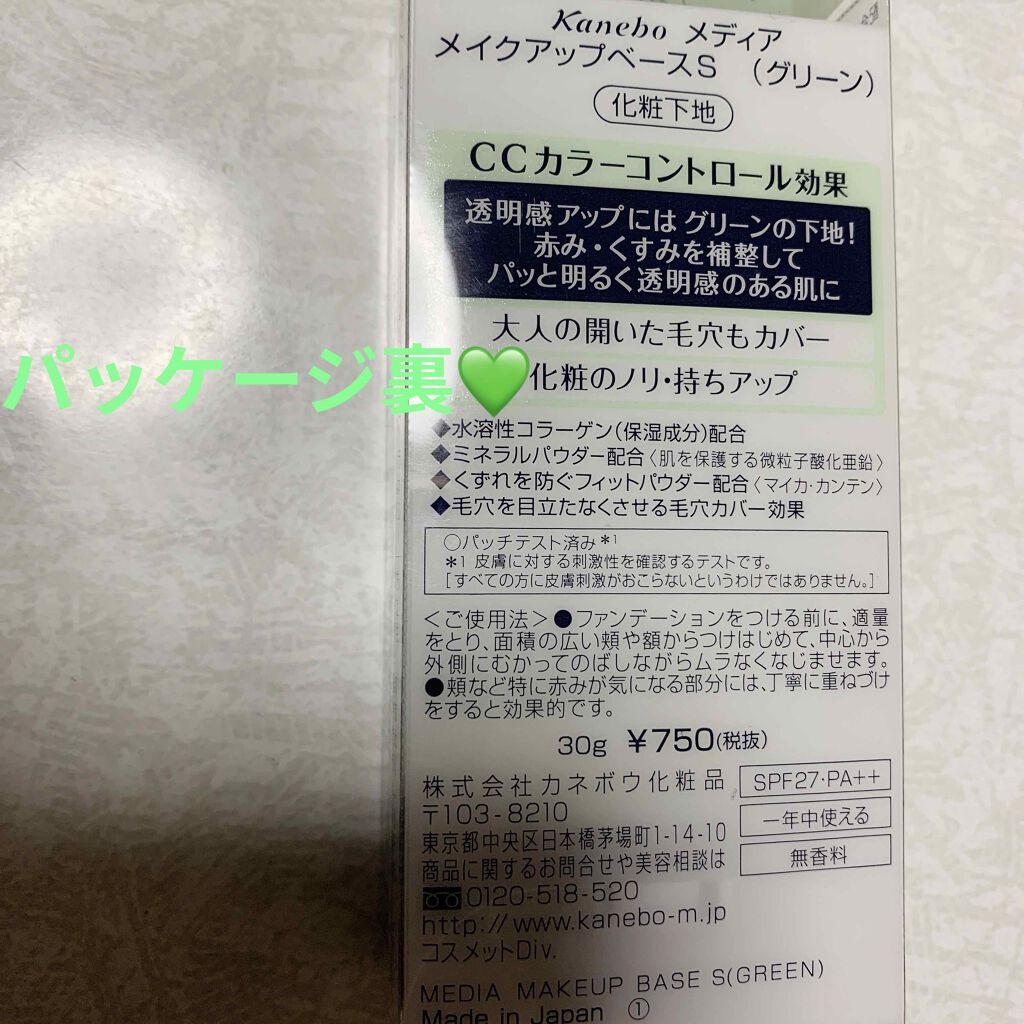 Kanebo メディア
メイクアップベースS （グリーン）
化粧下地
CCカラーコントロール効果
透明感アップには グリーンの下地!
赤み・くすみを補整して
パッと明るく透明感のある肌に
大人の開いた毛穴もカバー
パッケージ裏💚
化粧のノリ・持ちアップ
◆水溶性コラーゲン(保湿成分)配合
◆ミネラルパウダー配合〈肌を保護する微粒子酸化亜鉛〉
◆くずれを防ぐフィットパウダー配合〈マイカ・カンテン〉
◆毛穴を目立たなくさせる毛穴カバー効果
○パッチテスト済み*1
*1 皮膚に対する刺激性を確認するテストです。
[すべての方に皮膚刺激がおこらないというわけではありません。]
＜ご使用法＞●ファンデーションをつける前に、適量
をとり、面積の広い頬や額からつけはじめて、中心から
外側にむかってのばしながらムラなくなじませます。
●頬など特に赤みが気になる部分には、丁寧に重ねづけ
をすると効果的です。
30g ¥750(税抜)
株式会社カネボウ化粧品
〒103-8210
東京都中央区日本橋茅場町1-14-10
商品に関するお問合せや美容相談は
0120-518-520
http://www.kanebo-m.jp
コスメットDiv.
SPF27・PA++
一年中使える
無香料
MEDIA MAKEUP BASE S(GREEN)
Made in Japan ①